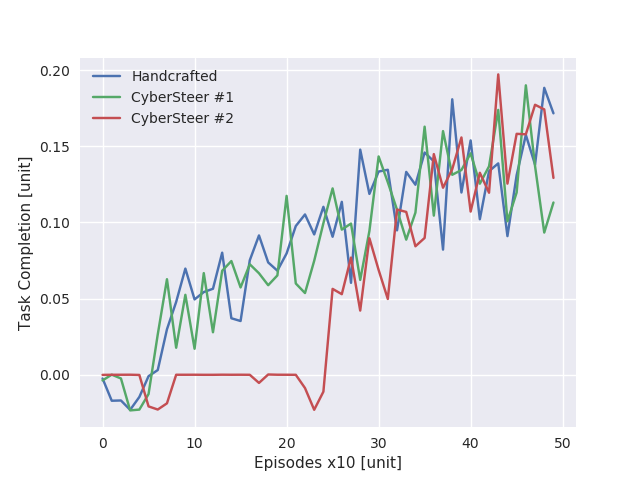 Handcrafted
CyberSteer #1
CyberSteer #2
0.20
0.15
0.10
0.05
0.00
Task Completion [unit]
0
10
20
30
40
50
Episodes x10 [unit]